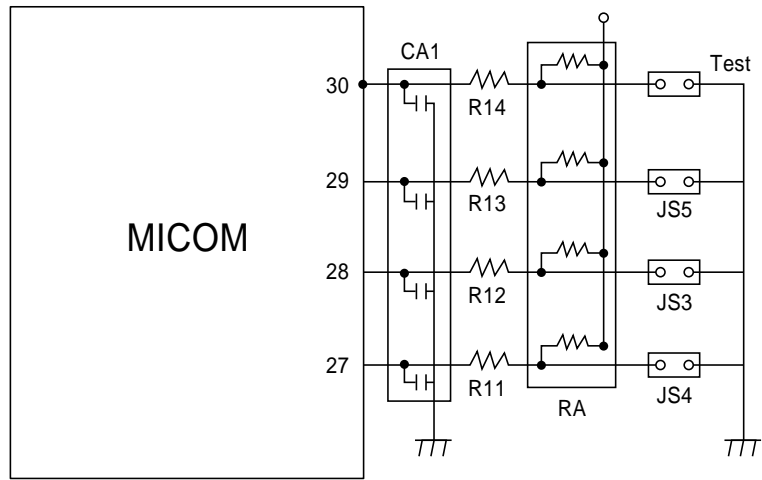 CA1
Test
30
R14
29
R13
JS5
MICOM
28
R12
JS3
27
R11
JS4
RA